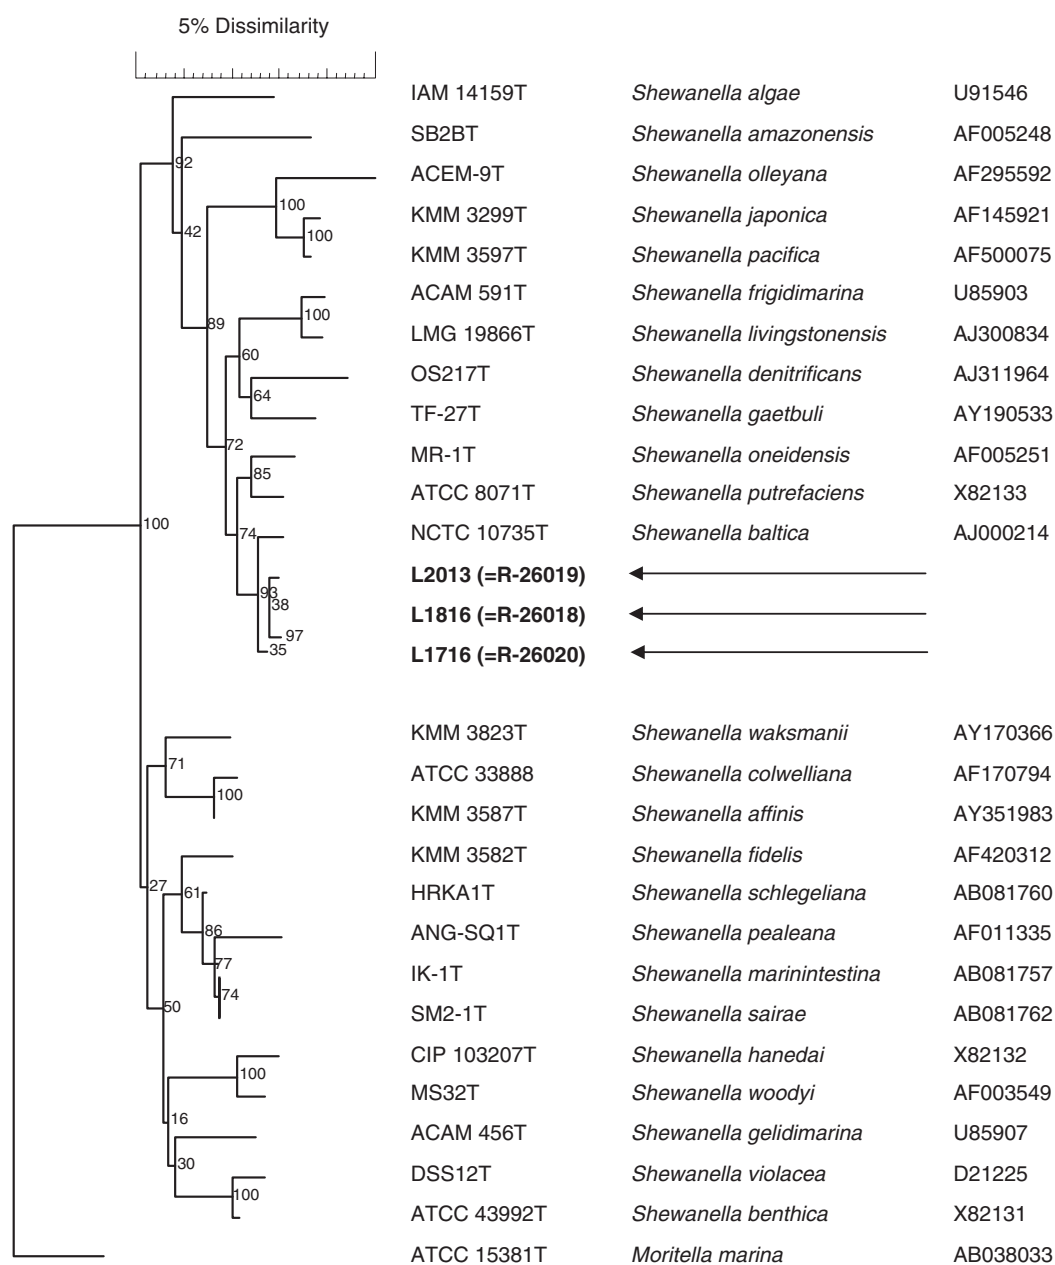 5% Dissimilarity
IAM 14159T Shewanella algae U91546
SB2BT Shewanella amazonensis AF005248
92
ACEM-9T Shewanella olleyana AF295592
100
KMM 3299T Shewanella japonica AF145921
42 100
KMM 3597T Shewanella pacifica AF500075
ACAM 591T Shewanella frigidimarina U85903
100
89
LMG 19866T Shewanella livingstonensis AJ300834
60
OS217T Shewanella denitrificans AJ311964
64
TF-27T Shewanella gaetbuli AY190533
72
MR-1T Shewanella oneidensis AF005251
85
ATCC 8071T Shewanella putrefaciens X82133
100
74 NCTC 10735T Shewanella baltica AJ000214
L2013 (=R-26019)
93
38
L1816 (=R-26018)
97
35 L1716 (=R-26020)
KMM 3823T Shewanella waksmanii AY170366
71
ATCC 33888 Shewanella colwelliana AF170794
100
KMM 3587T Shewanella affinis AY351983
KMM 3582T Shewanella fidelis AF420312
27
61 HRKA1T Shewanella schlegeliana AB081760
86 ANG-SQ1T Shewanella pealeana AF011335
77
IK-1T Shewanella marinintestina AB081757
74
50
SM2-1T Shewanella sairae AB081762
CIP 103207T Shewanella hanedai X82132
100
MS32T Shewanella woodyi AF003549
16
ACAM 456T Shewanella gelidimarina U85907
30
DSS12T Shewanella violacea D21225
100
ATCC 43992T Shewanella benthica X82131
ATCC 15381T Moritella marina AB038033